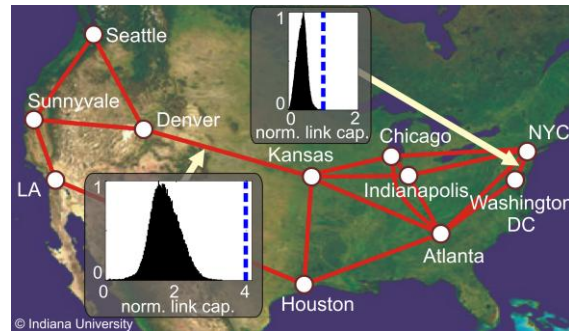 Seattle
1
0
0 1 2
norm. link cap.
Sunnyvale
Denver
Kansas
Chicago
NYC
LA
Indianapolis
Washington
DC
1
0
0 2 4
norm. link cap.
Atlanta
Houston
© Indiana University